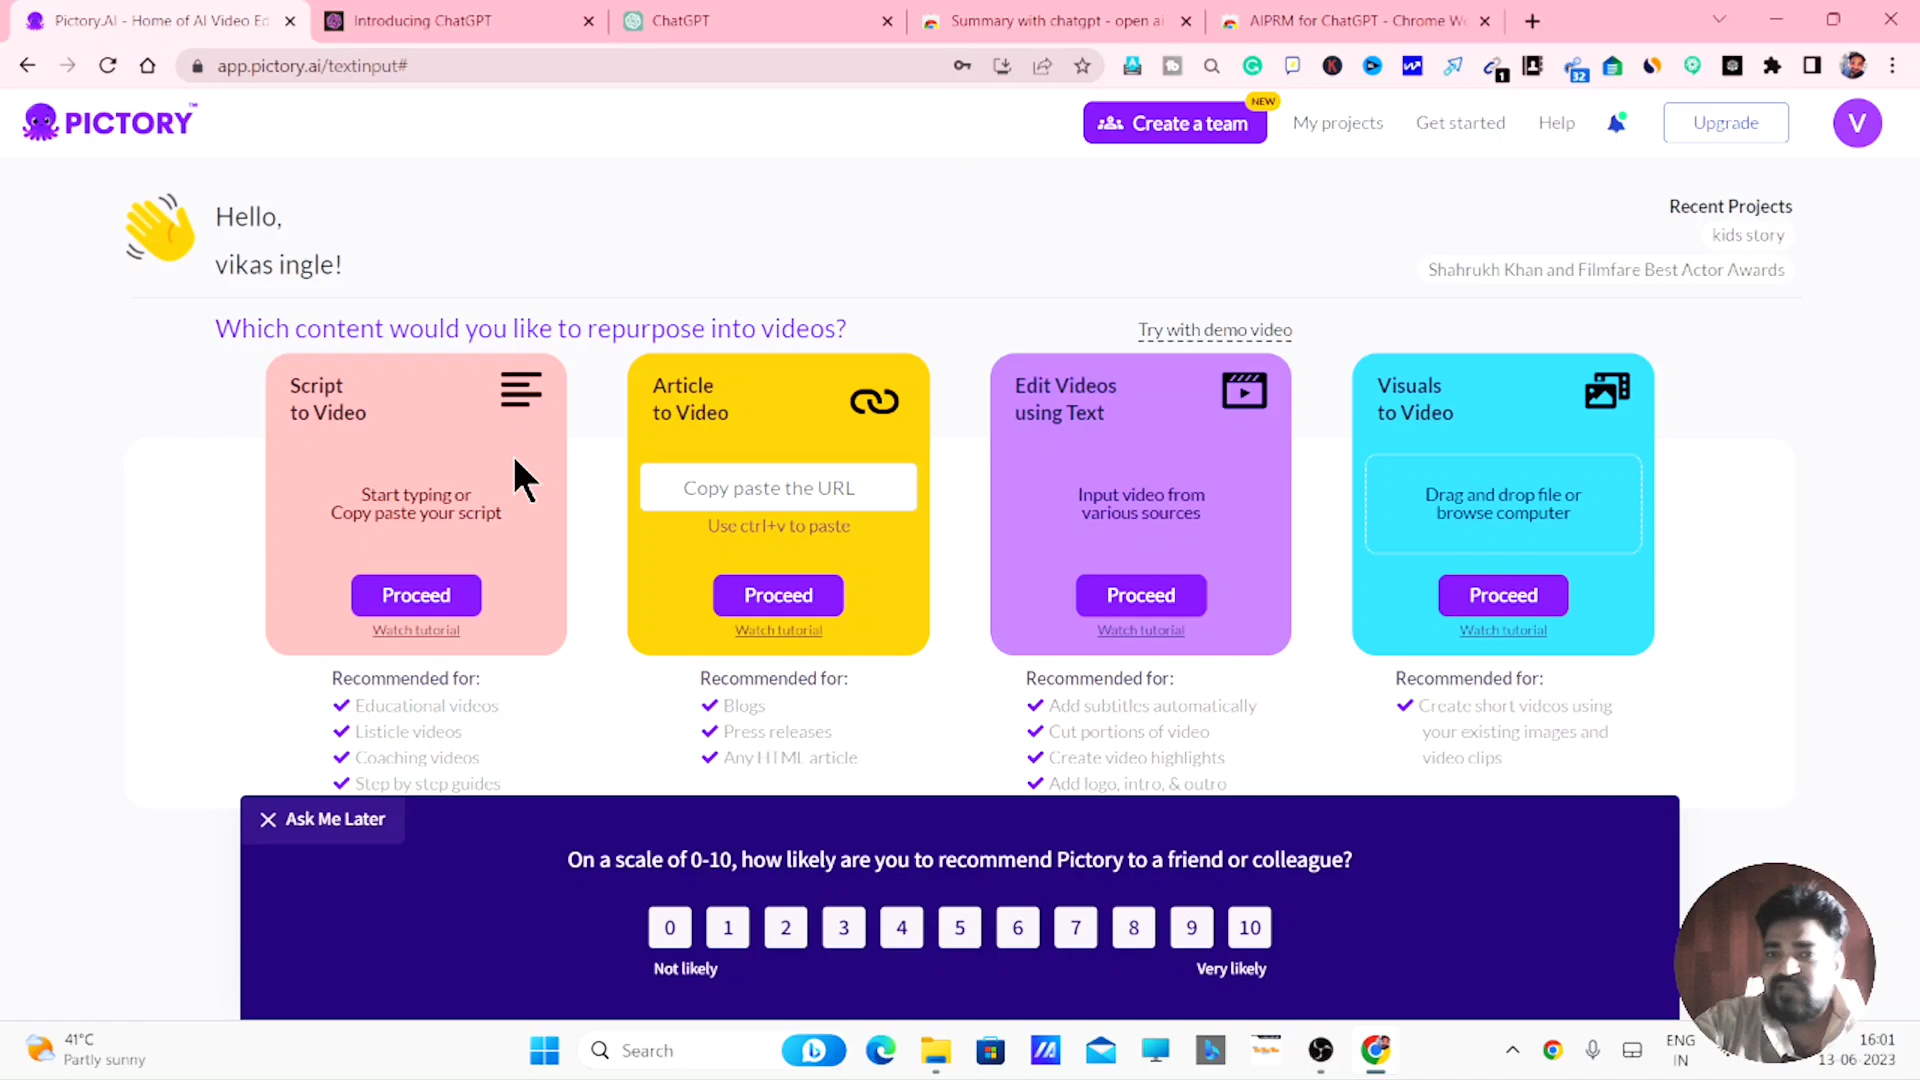 Pictory.AI - Home of AI Video Ed
Introducing ChatGPT
ChatGPT
Summary with chatgpt - open ai
AIPRM for ChatGPT - Chrome We
app.pictory.ai/textinput#
1
32
PICTORY™
NEW
Create a team
My projects
Get started
Help
Upgrade
V
Hello,
vikas ingle!
Recent Projects
kids story
Shahrukh Khan and Filmfare Best Actor Awards
Which content would you like to repurpose into videos?
Try with demo video
Script
to Video
Start typing or
Copy paste your script
Proceed
Watch tutorial
Article
to Video
Copy paste the URL
Use ctrl+v to paste
Proceed
Watch tutorial
Edit Videos
using Text
Input video from
various sources
Proceed
Watch tutorial
Visuals
to Video
Drag and drop file or
browse computer
Proceed
Watch tutorial
Recommended for:
Educational videos
Listicle videos
Coaching videos
Step by step guides
Recommended for:
Blogs
Press releases
Any HTML article
Recommended for:
Add subtitles automatically
Cut portions of video
Create video highlights
Add logo, intro, & outro
Recommended for:
Create short videos using
your existing images and
video clips
Ask Me Later
On a scale of 0-10, how likely are you to recommend Pictory to a friend or colleague?
0 1 2 3 4 5 6 7 8 9 10
Not likely
Very likely
41°C
Partly sunny
Search
ENG
IN
16:01
13-06-2023